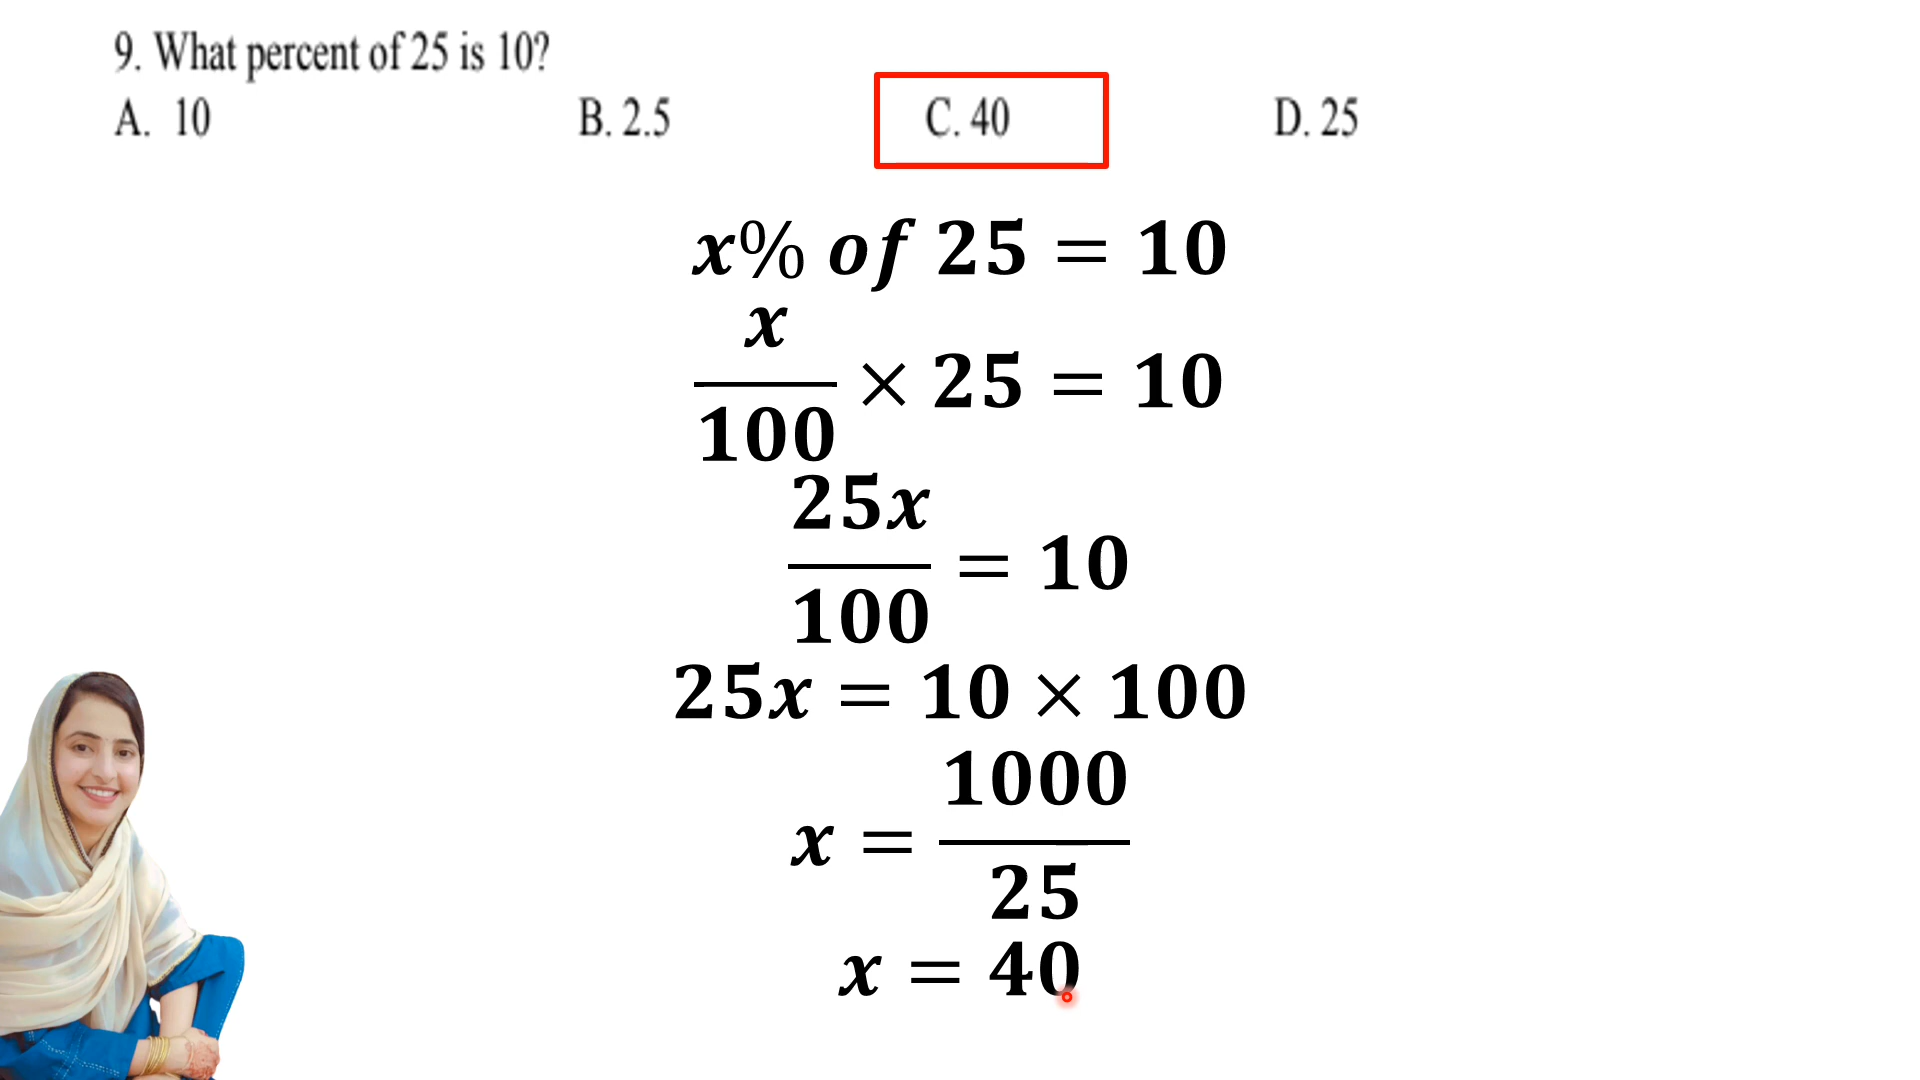 9. What percent of 25 is 10?
A. 10 B. 2.5 C. 40 D. 25
x% of 25 = 10
x/100 × 25 = 10
25x/100 = 10
25x = 10 × 100
x = 1000/25
x = 40